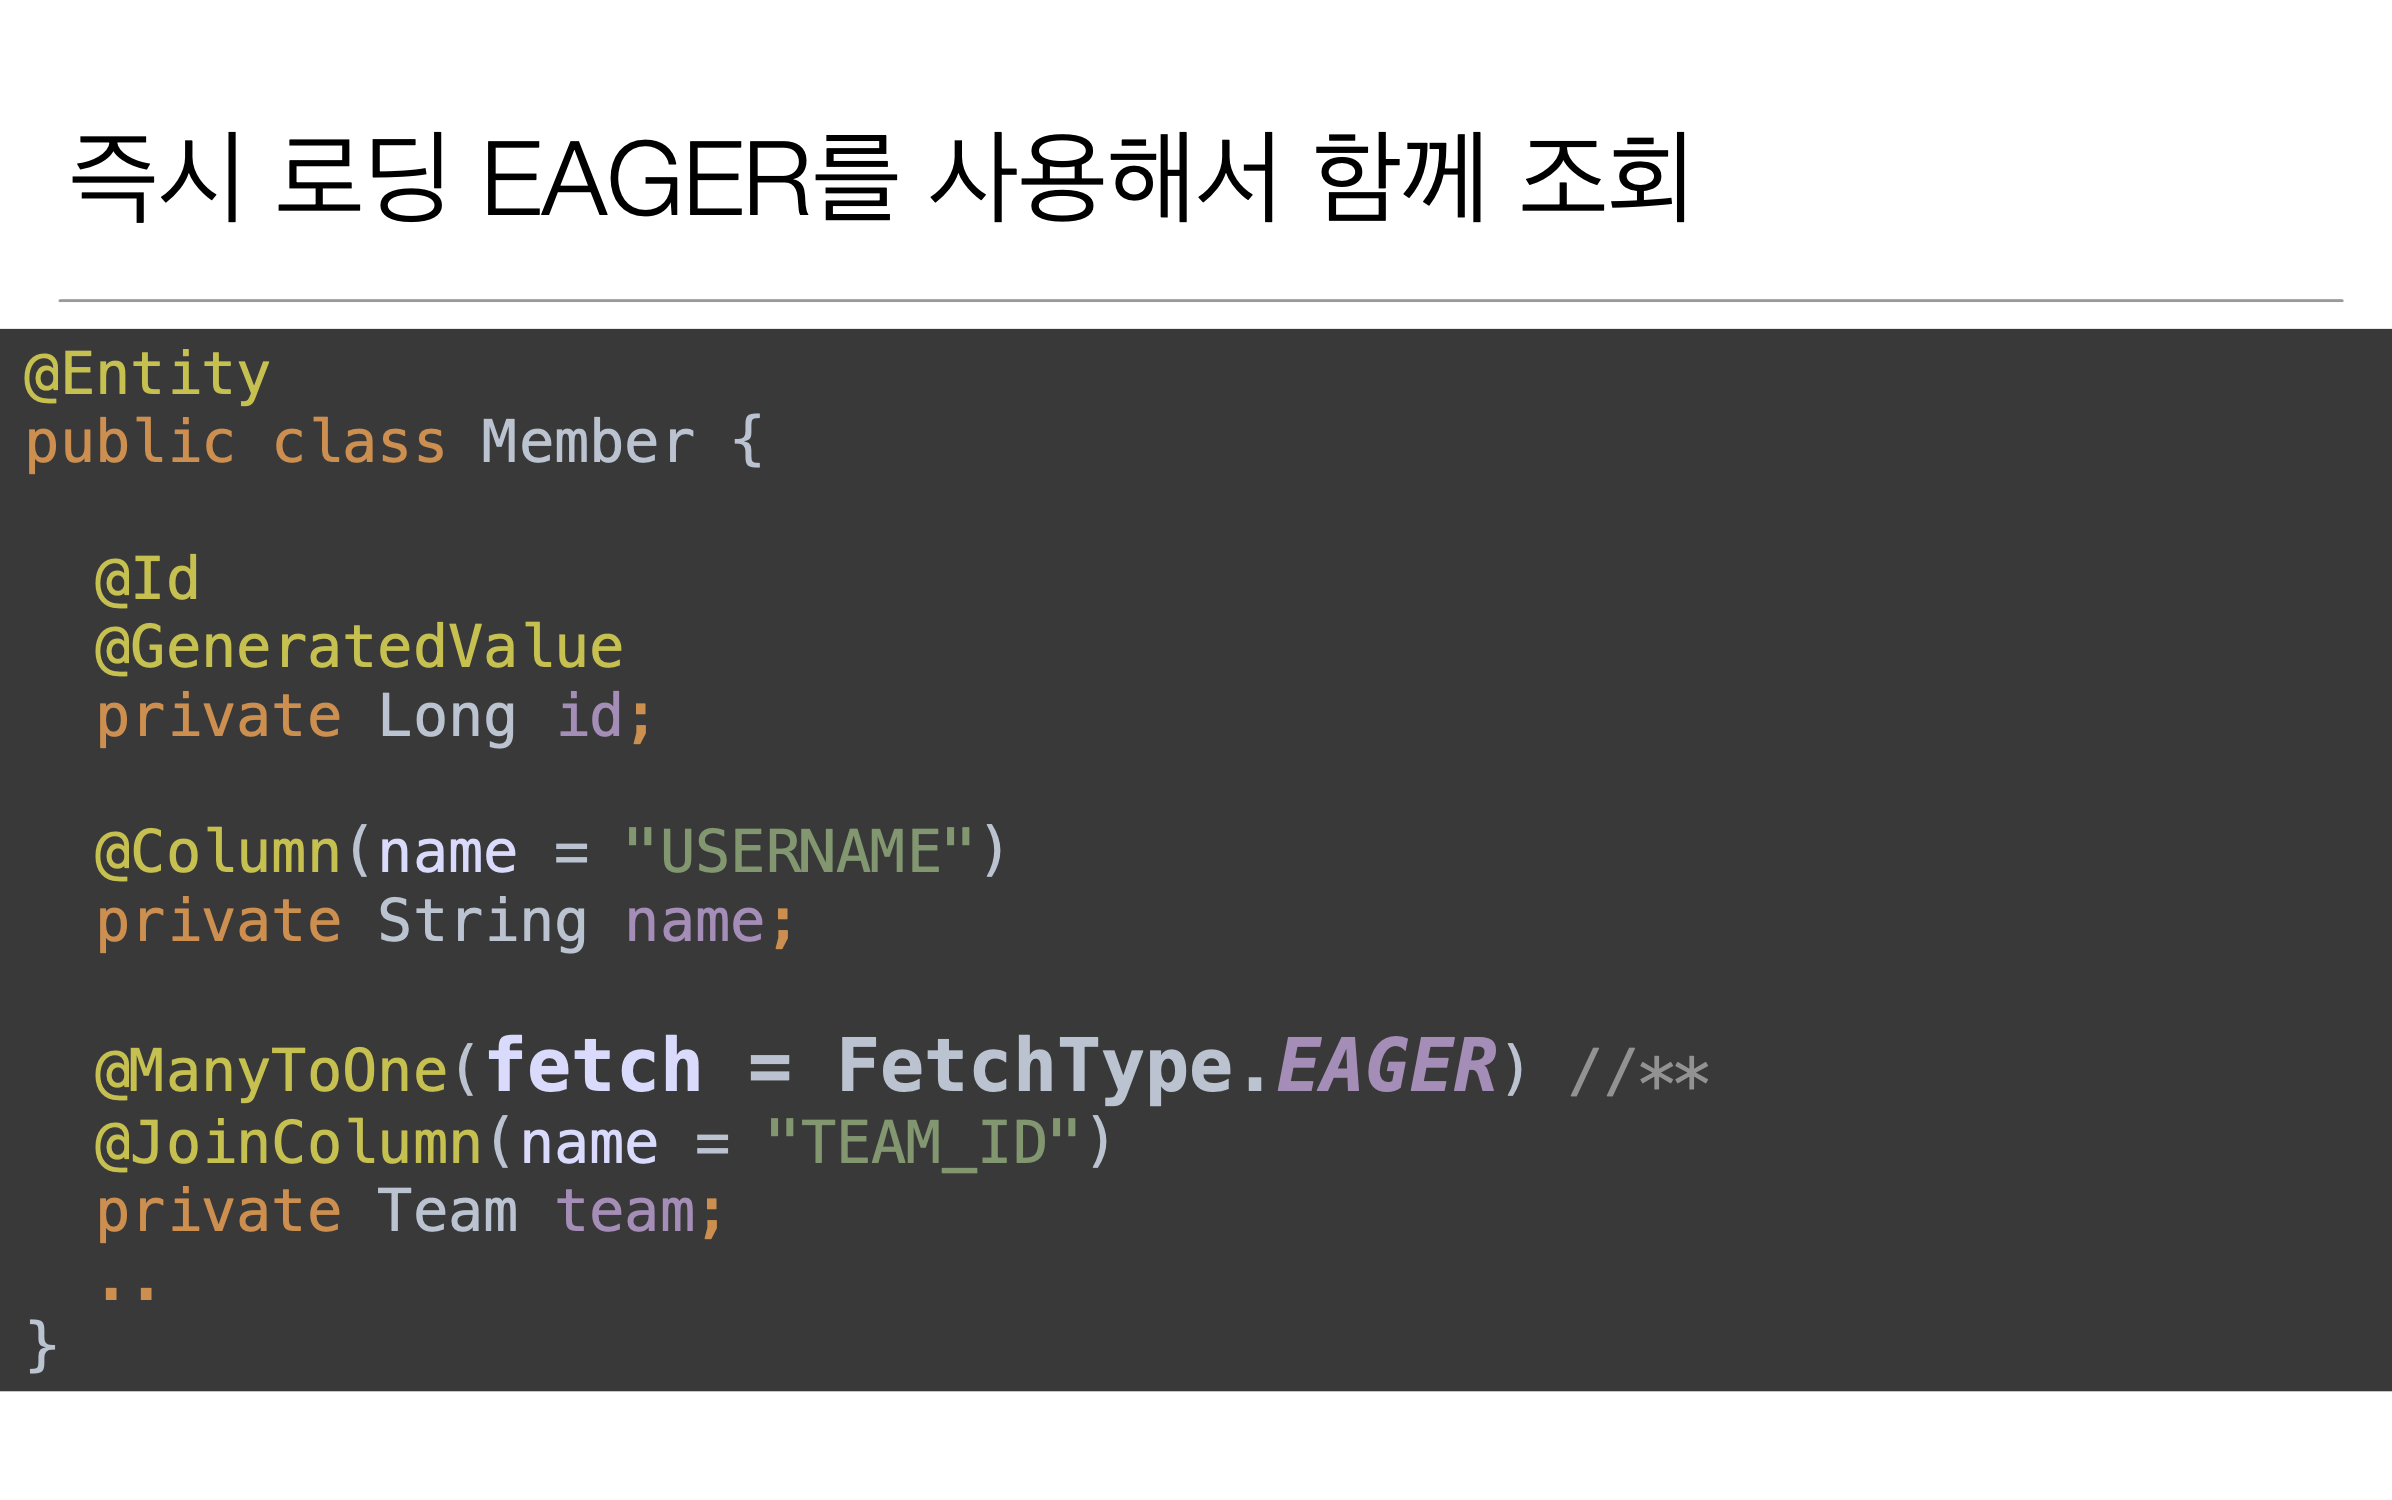 즉시 로딩 EAGER를 사용해서 함께 조회
@Entity
public class Member {
@Id
@GeneratedValue
private Long id;
@Column(name = "USERNAME")
private String name;
@ManyToOne(fetch = FetchType.EAGER) //**
@JoinColumn(name = "TEAM_ID")
private Team team;
..
}